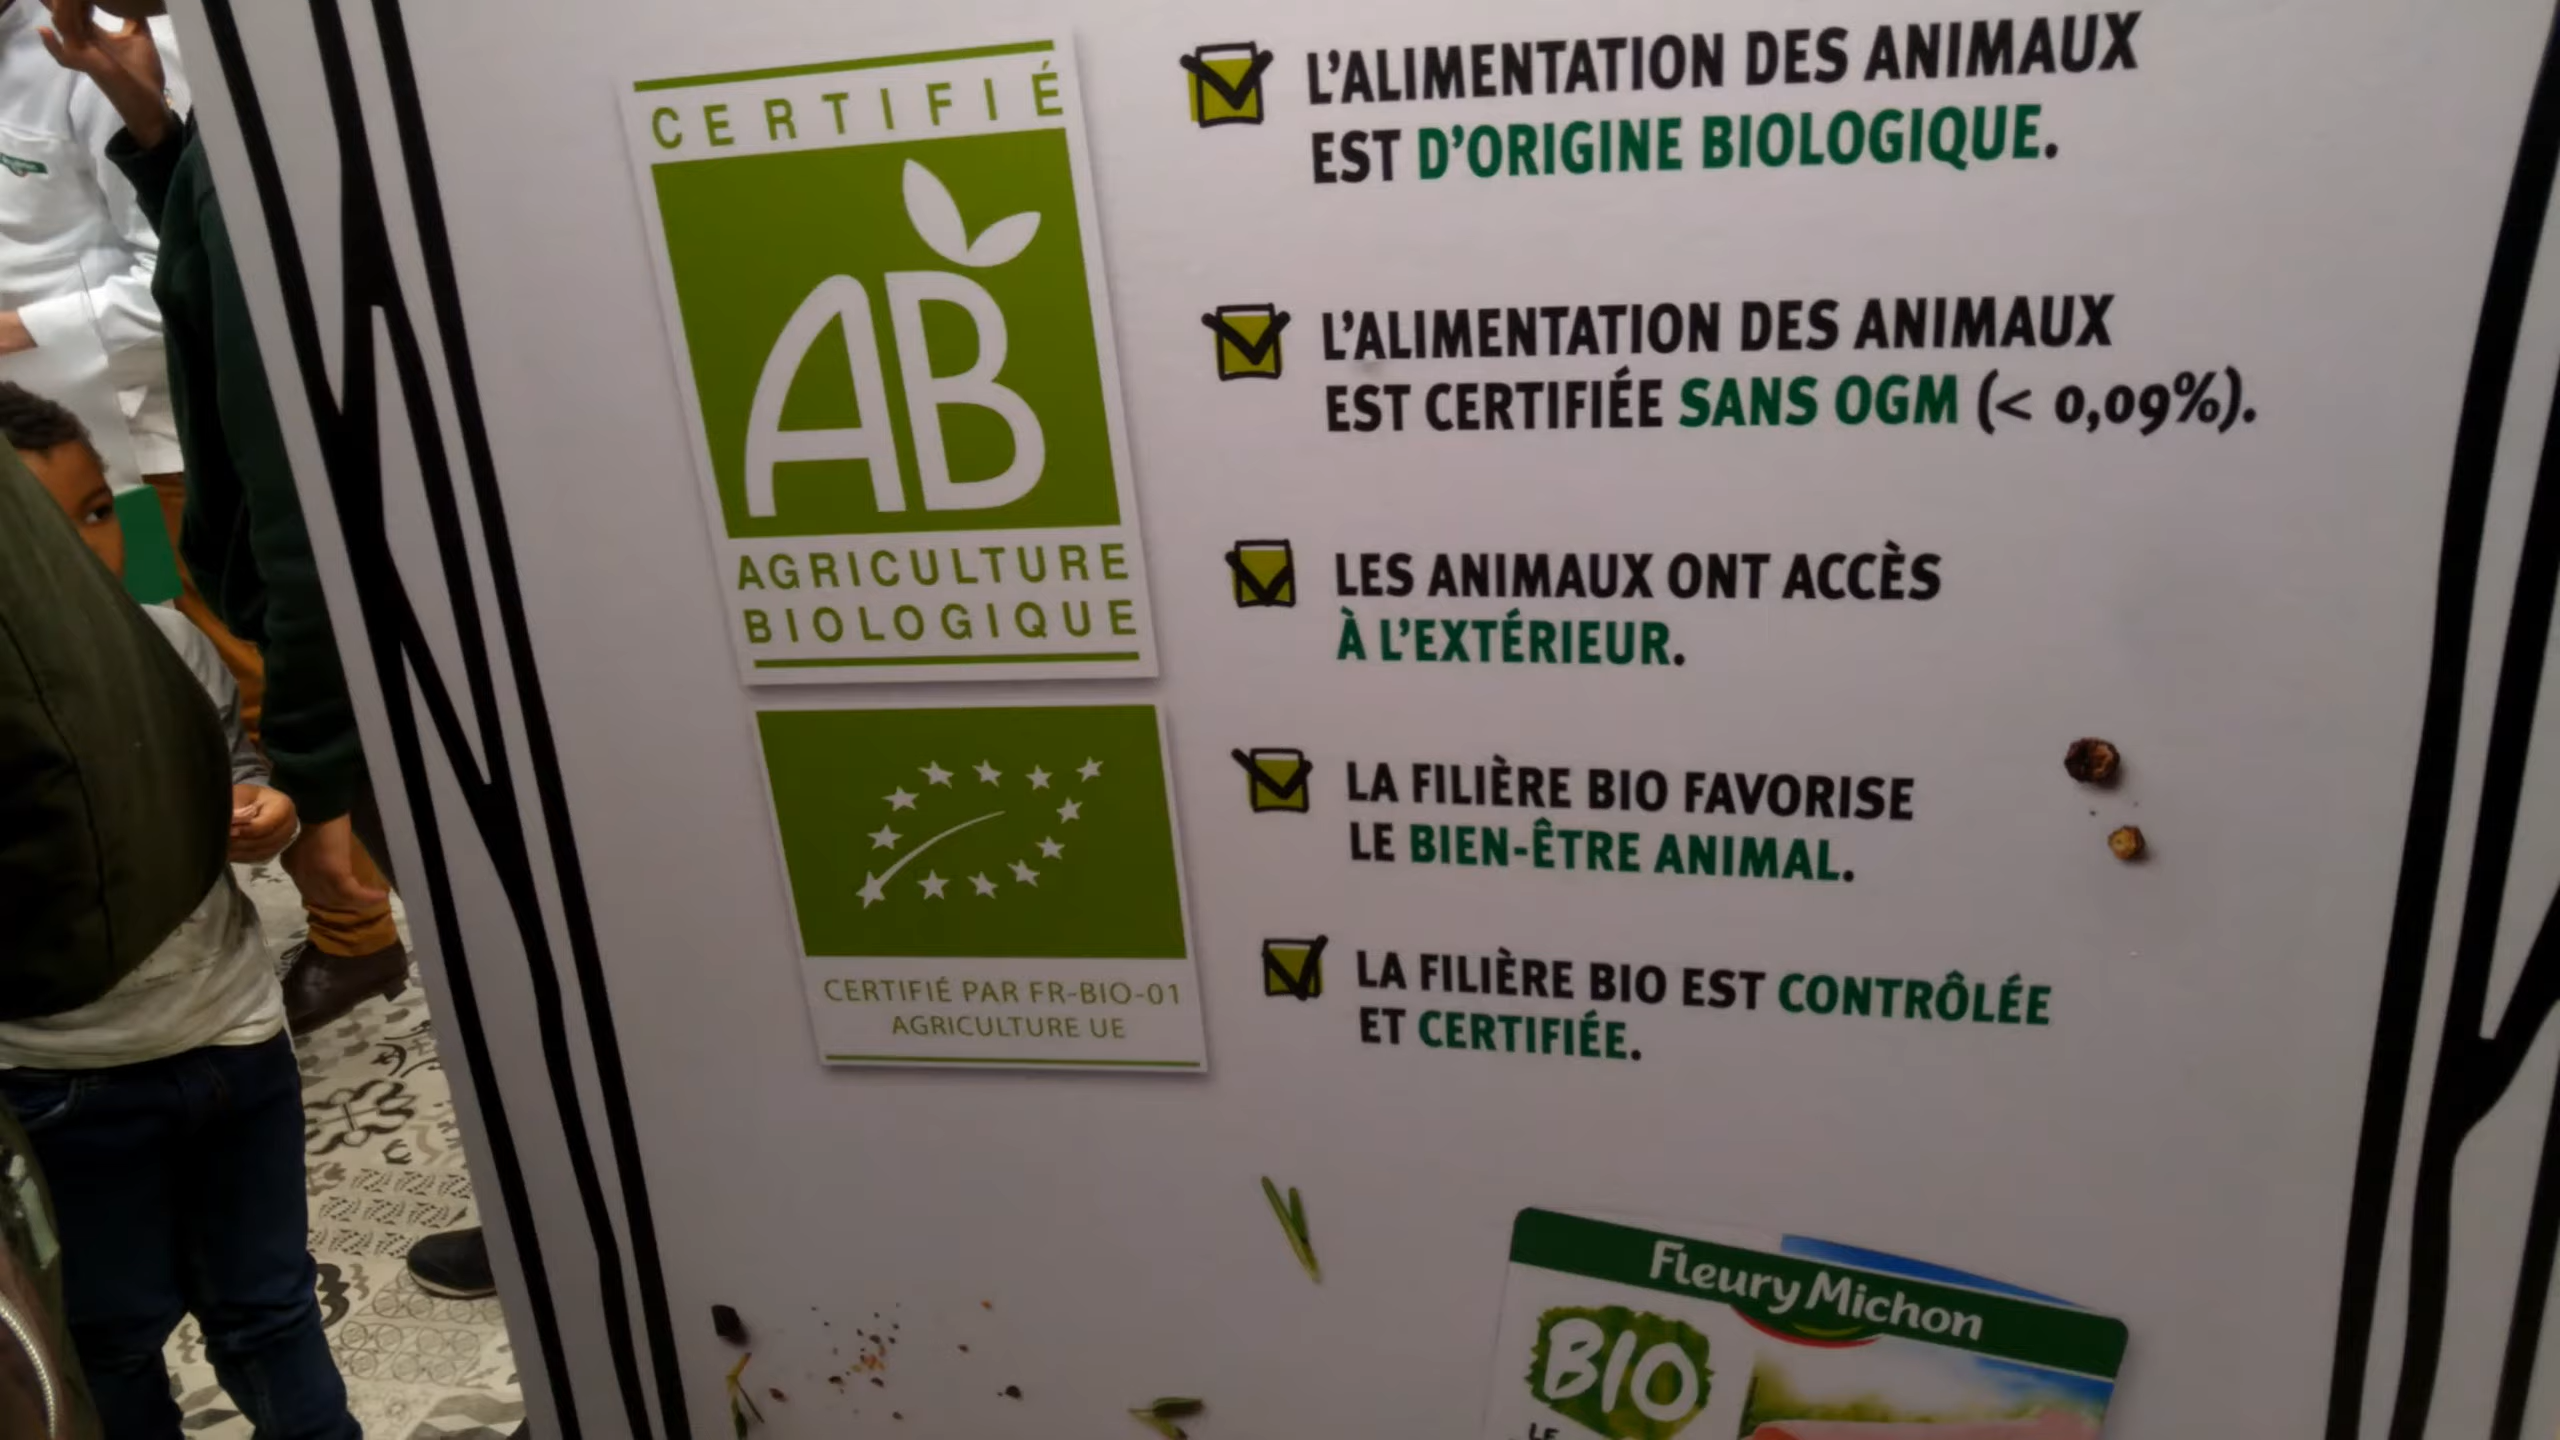 CERTIFIÉ
AB
AGRICULTURE
BIOLOGIQUE
CERTIFIÉ PAR FR-BIO-01
AGRICULTURE UE
L'ALIMENTATION DES ANIMAUX
EST D'ORIGINE BIOLOGIQUE.
L'ALIMENTATION DES ANIMAUX
EST CERTIFIÉE SANS OGM (< 0,09%).
LES ANIMAUX ONT ACCÈS
À L'EXTÉRIEUR.
LA FILIÈRE BIO FAVORISE
LE BIEN-ÊTRE ANIMAL.
LA FILIÈRE BIO EST CONTRÔLÉE
ET CERTIFIÉE.
Fleury Michon
BIO
LE